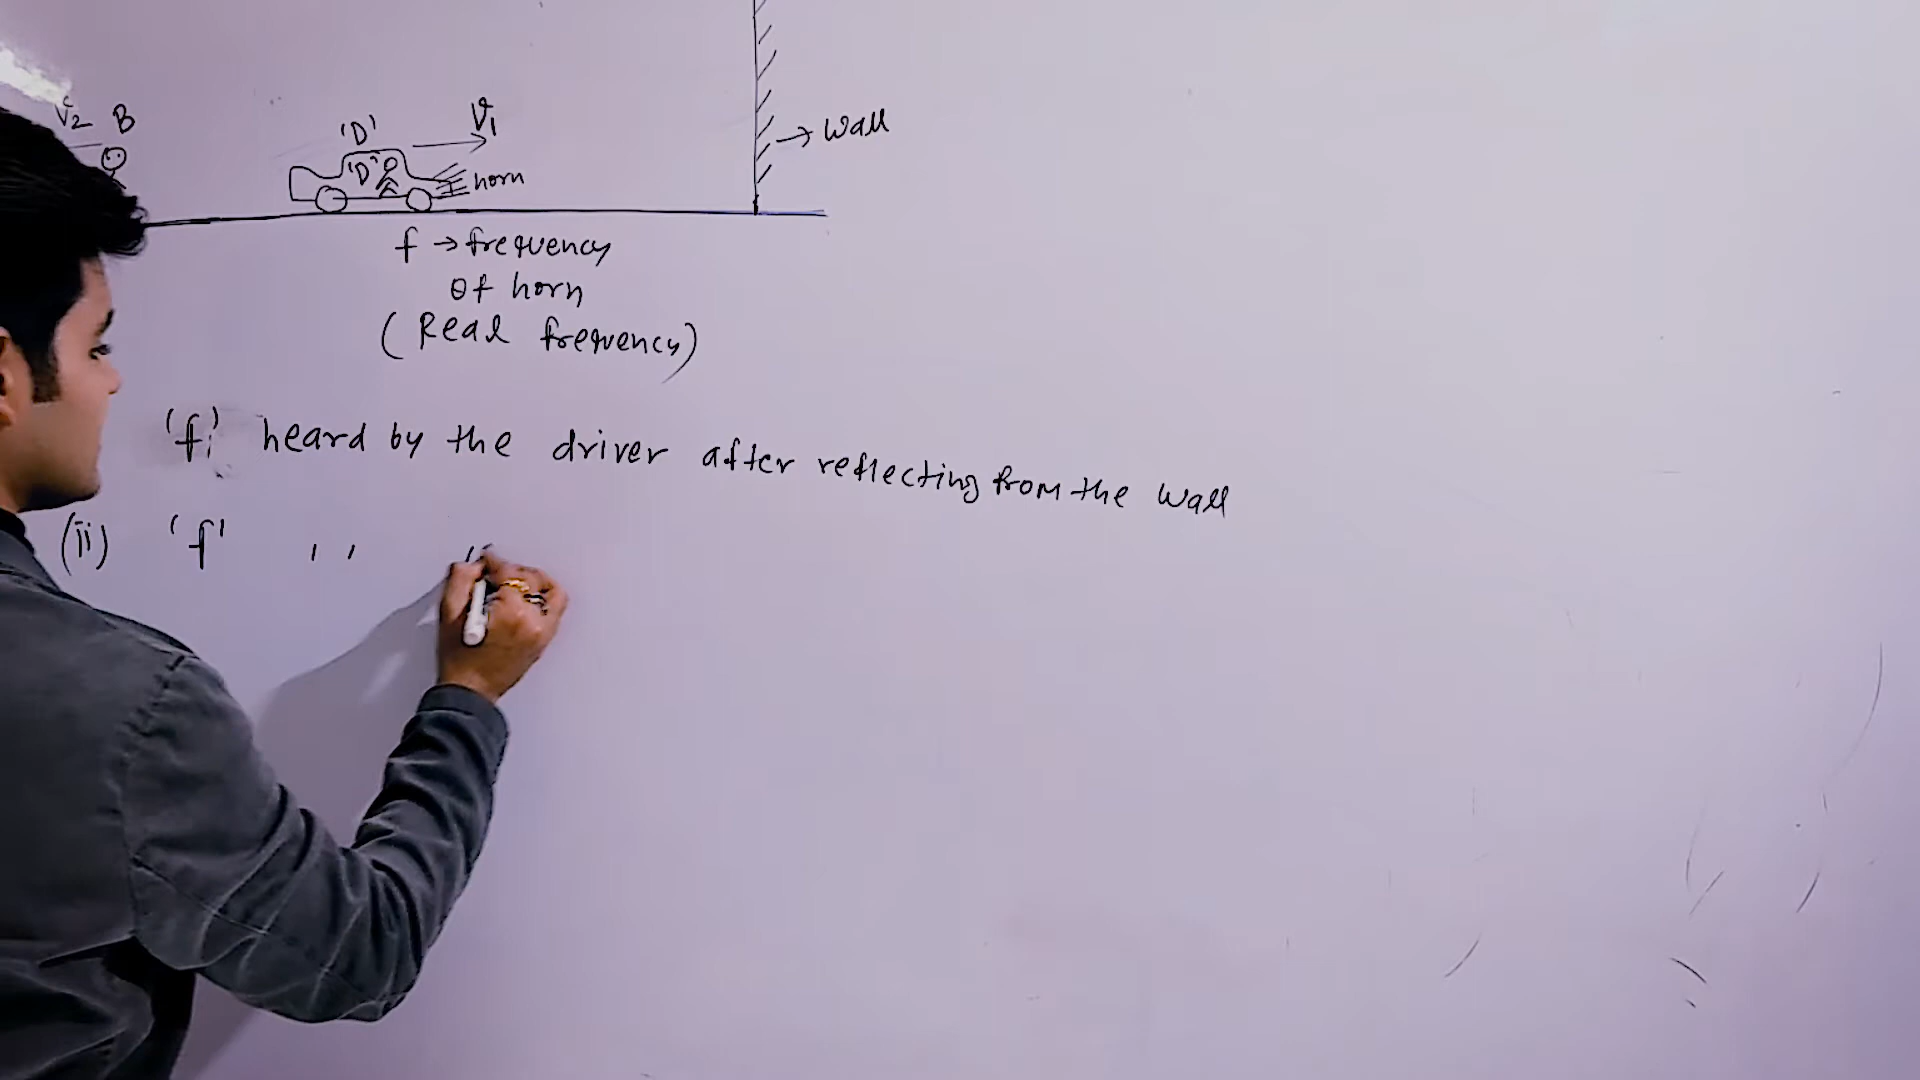 V2 B
'D' V1
'D' horn
→ Wall
f → frequency
of horn
(Real frequency)
'f1' heard by the driver after reflecting from the Wall
(ii) 'f' , , ''